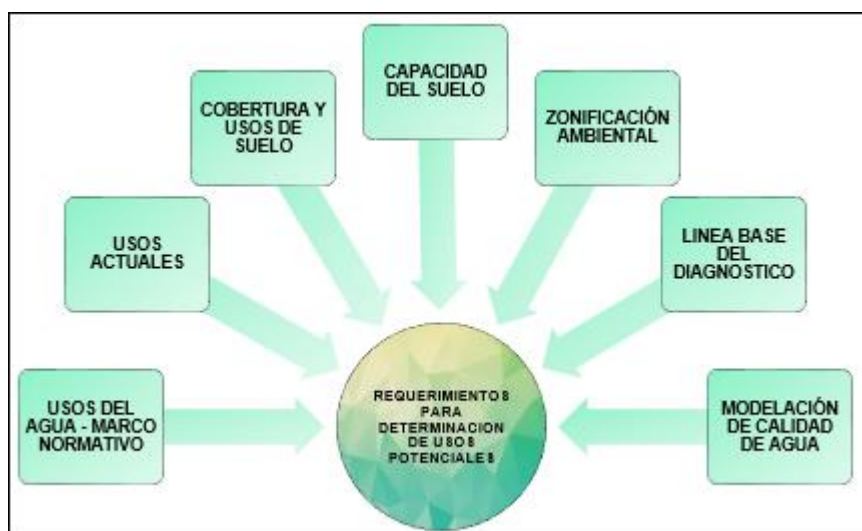 CAPACIDAD
DEL SUELO
COBERTURA Y
USOS DE
SUELO
ZONIFICACIÓN
AMBIENTAL
USOS
ACTUALES
LINEA BASE
DEL
DIAGNOSTICO
USOS DEL
AGUA - MARCO
NORMATIVO
REQUERIMIENTOS
PARA
DETERMINACION
DE USOS
POTENCIALES
MODELACIÓN
DE CALIDAD
DE AGUA